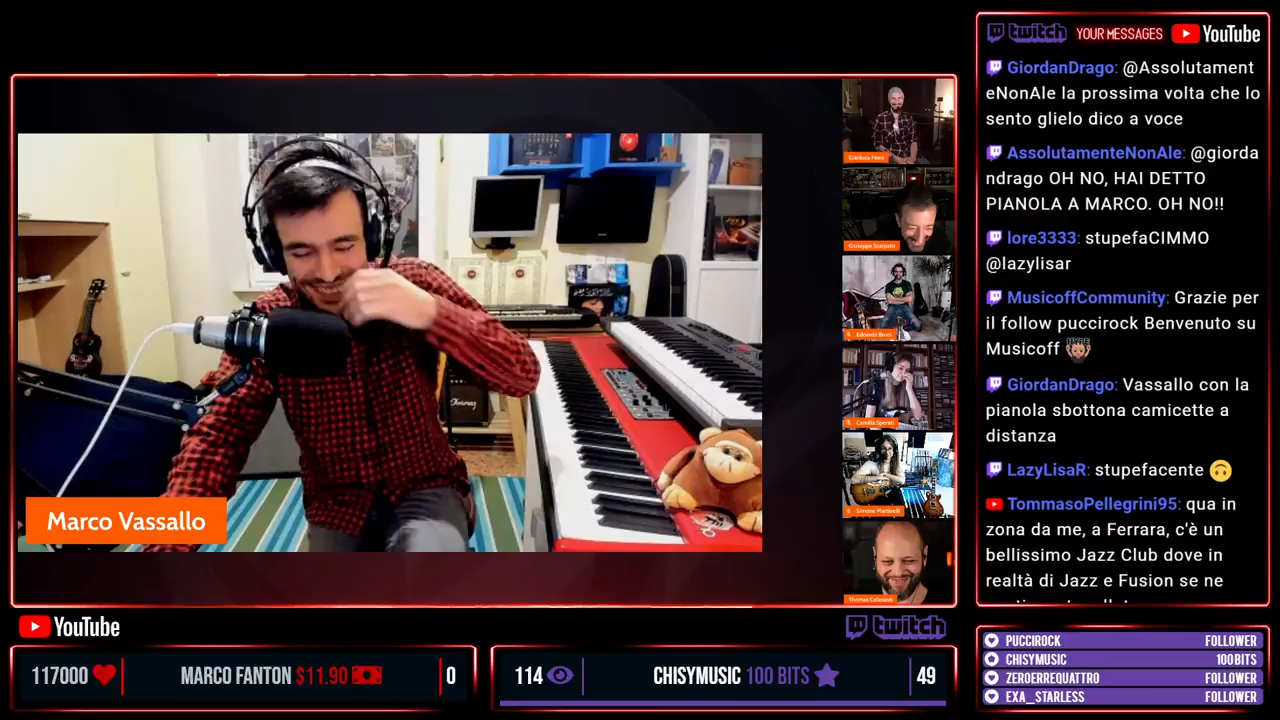 twitch YOUR MESSAGES YouTube
GiordanDrago: @Assolutament
eNonAle la prossima volta che lo
sento glielo dico a voce
AssolutamenteNonAle: @giorda
ndrago OH NO, HAI DETTO
PIANOLA A MARCO. OH NO!!
lore3333: stupefaCIMMO
@lazylisar
MusicoffCommunity: Grazie per
il follow puccirock Benvenuto su
Musicoff
GiordanDrago: Vassallo con la
pianola sbottona camicette a
distanza
LazyLisaR: stupefacente
TommasoPellegrini95: qua in
zona da me, a Ferrara, c'è un
bellissimo Jazz Club dove in
realtà di Jazz e Fusion se ne
Gianluca Ferri
Giuseppe Scarpato
Edoardo Bruni
Camilla Sperati
Simone Martinelli
Thomas Colasanti
Ibanez
Marco Vassallo
YouTube
twitch
117000 MARCO FANTON $11.90 0
114 CHISYMUSIC 100 BITS 49
PUCCIROCK FOLLOWER
CHISYMUSIC 100 BITS
ZEROERREQUATTRO FOLLOWER
EXA_STARLESS FOLLOWER